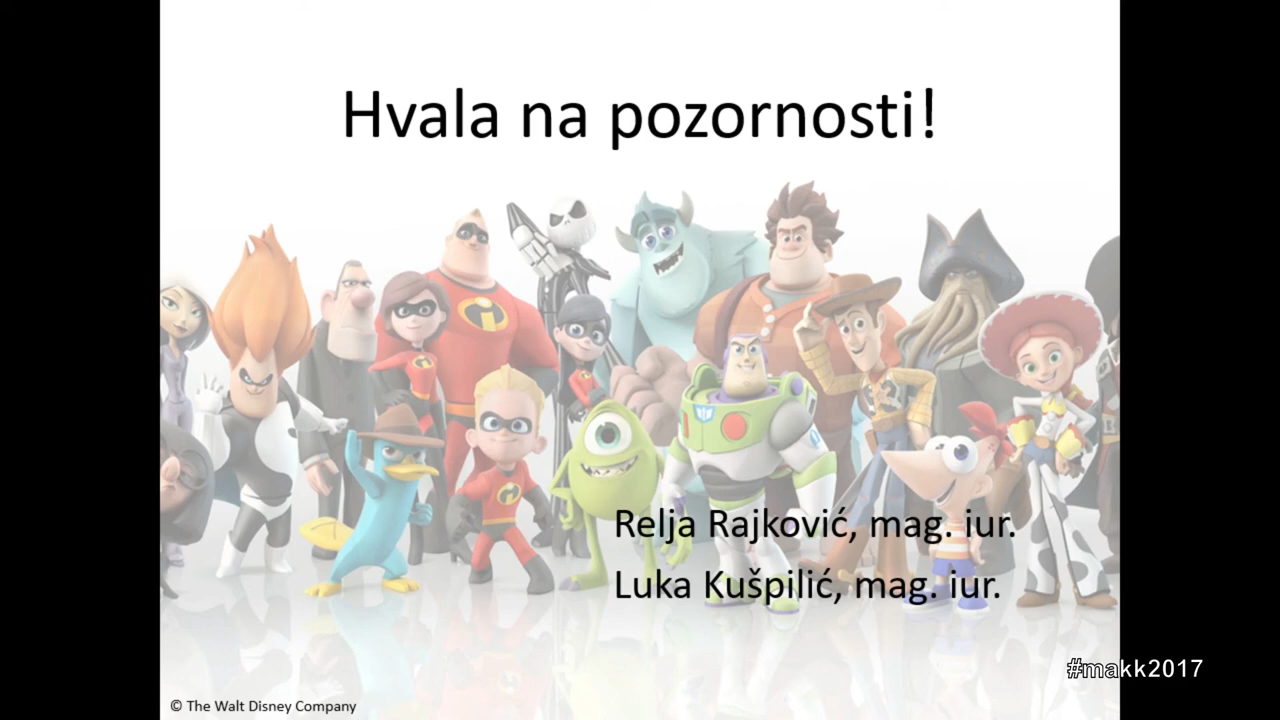 Hvala na pozornosti!
Relja Rajković, mag. iur.
Luka Kušpilić, mag. iur.
#makk2017
© The Walt Disney Company